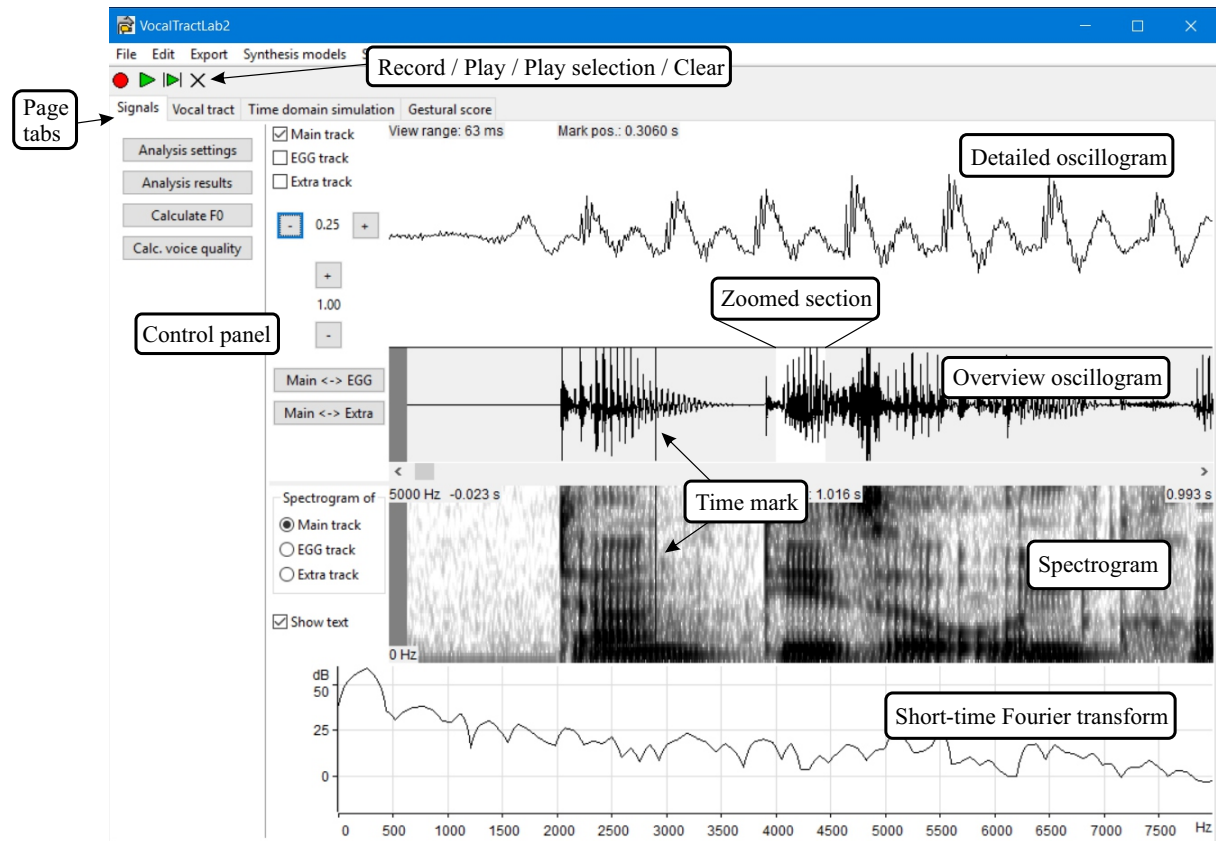 VocalTractLab2
File Edit Export Synthesis models S
Record / Play / Play selection / Clear
Page
tabs
Signals Vocal tract Time domain simulation Gestural score
Analysis settings
Analysis results
Calculate F0
Calc. voice quality
Main track
EGG track
Extra track
- 0.25 +
+
1.00
-
View range: 63 ms Mark pos.: 0.3060 s
Detailed oscillogram
Zoomed section
Control panel
Main <-> EGG
Main <-> Extra
Overview oscillogram
< >
Spectrogram of
Main track
EGG track
Extra track
Show text
5000 Hz -0.023 s : 1.016 s 0.993 s
Time mark
Spectrogram
0 Hz
dB
50
25
0
Short-time Fourier transform
0 500 1000 1500 2000 2500 3000 3500 4000 4500 5000 5500 6000 6500 7000 7500 Hz